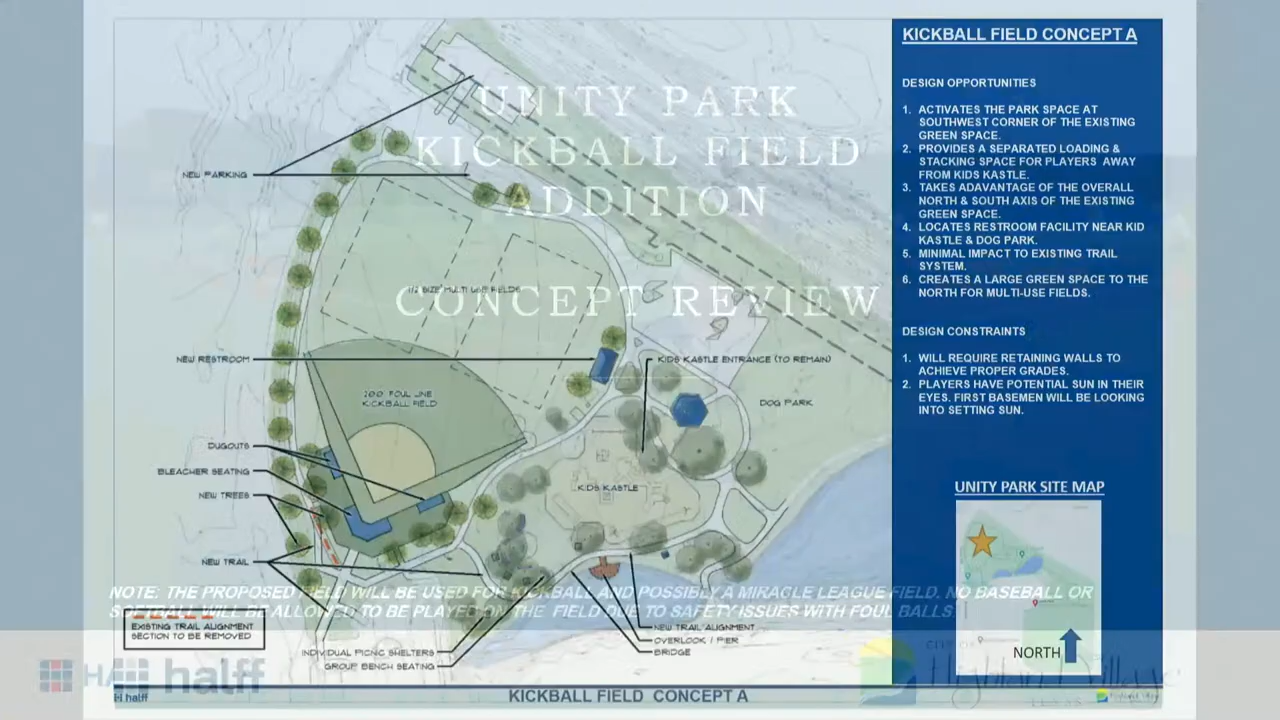 KICKBALL FIELD CONCEPT A
DESIGN OPPORTUNITIES
1. ACTIVATES THE PARK SPACE AT
SOUTHWEST CORNER OF THE EXISTING
GREEN SPACE.
2. PROVIDES A SEPARATED LOADING &
STACKING SPACE FOR PLAYERS AWAY
FROM KIDS KASTLE.
3. TAKES ADAVANTAGE OF THE OVERALL
NORTH & SOUTH AXIS OF THE EXISTING
GREEN SPACE.
4. LOCATES RESTROOM FACILITY NEAR KID
KASTLE & DOG PARK.
5. MINIMAL IMPACT TO EXISTING TRAIL
SYSTEM.
6. CREATES A LARGE GREEN SPACE TO THE
NORTH FOR MULTI-USE FIELDS.
DESIGN CONSTRAINTS
1. WILL REQUIRE RETAINING WALLS TO
ACHIEVE PROPER GRADES.
2. PLAYERS HAVE POTENTIAL SUN IN THEIR
EYES. FIRST BASEMEN WILL BE LOOKING
INTO SETTING SUN.
UNITY PARK SITE MAP
NORTH
UNITY PARK
KICKBALL FIELD
ADDITION
CONCEPT REVIEW
NEW PARKING
1/2 SIZE MULTI USE FIELDS
NEW RESTROOM
KIDS KASTLE ENTRANCE (TO REMAIN)
200' FOUL LINE
KICKBALL FIELD
DOG PARK
DUGOUTS
BLEACHER SEATING
NEW TREES
KIDS KASTLE
NEW TRAIL
NOTE: THE PROPOSED FIELD WILL BE USED FOR KICKBALL AND POSSIBLY A MIRACLE LEAGUE FIELD. NO BASEBALL OR
SOFTBALL WILL BE ALLOWED TO BE PLAYED ON THE FIELD DUE TO SAFETY ISSUES WITH FOUL BALLS
EXISTING TRAIL ALIGNMENT
SECTION TO BE REMOVED
NEW TRAIL ALIGNMENT
OVERLOOK / PIER
BRIDGE
INDIVIDUAL PICNIC SHELTERS
GROUP BENCH SEATING
halff
CITY OF
Highland Village
TEXAS
halff
KICKBALL FIELD CONCEPT A